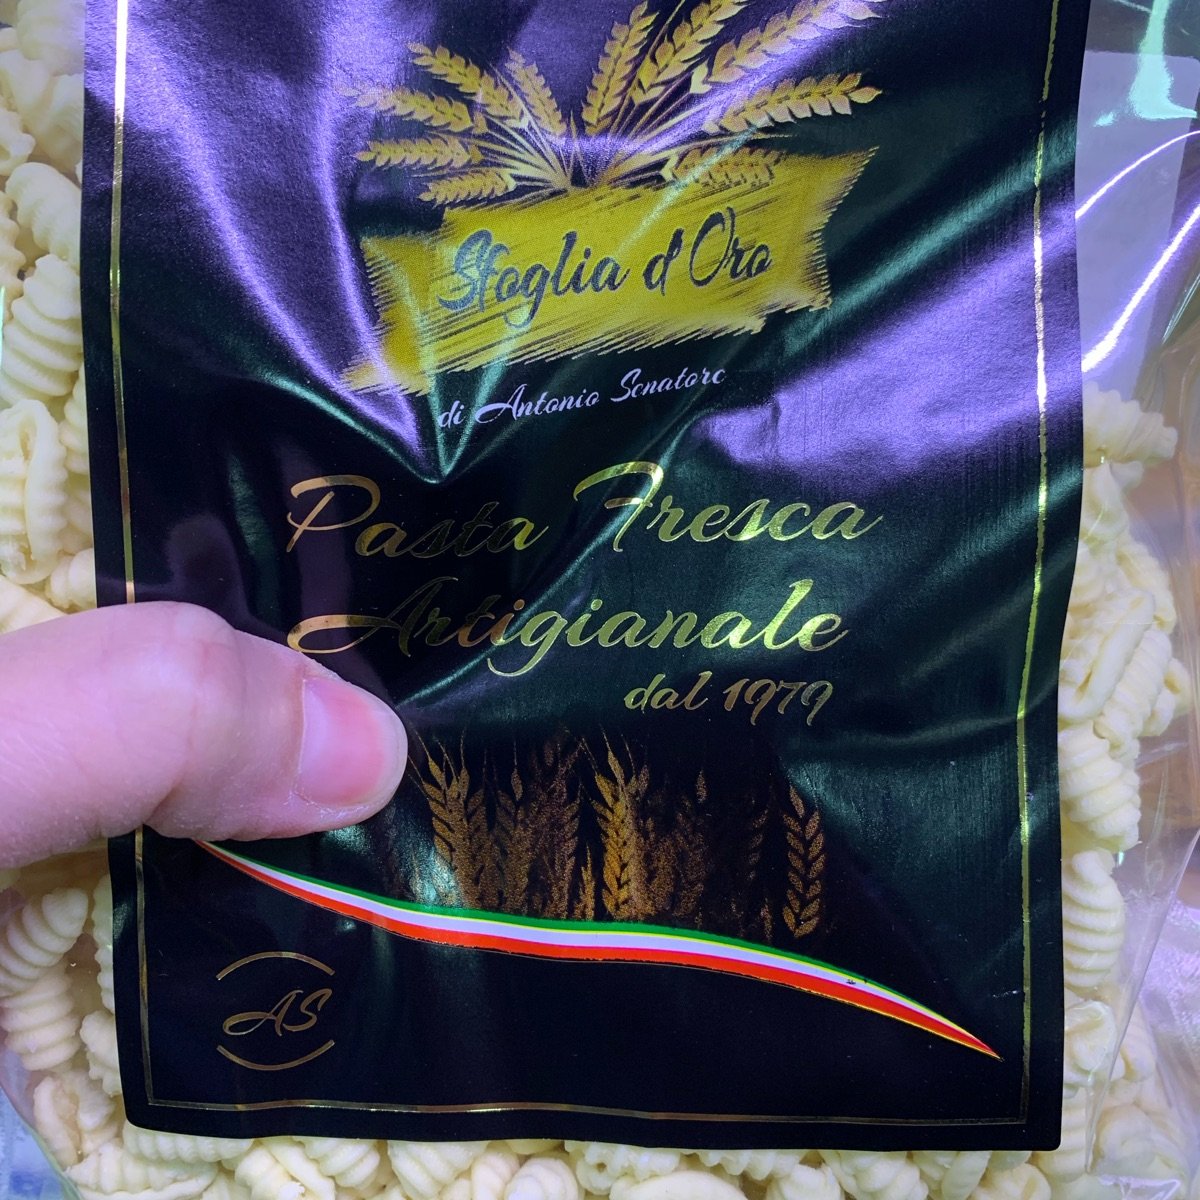 Sfoglia d'Oro
di Antonio Senatore
Pasta Fresca
Artigianale
dal 1979
AS